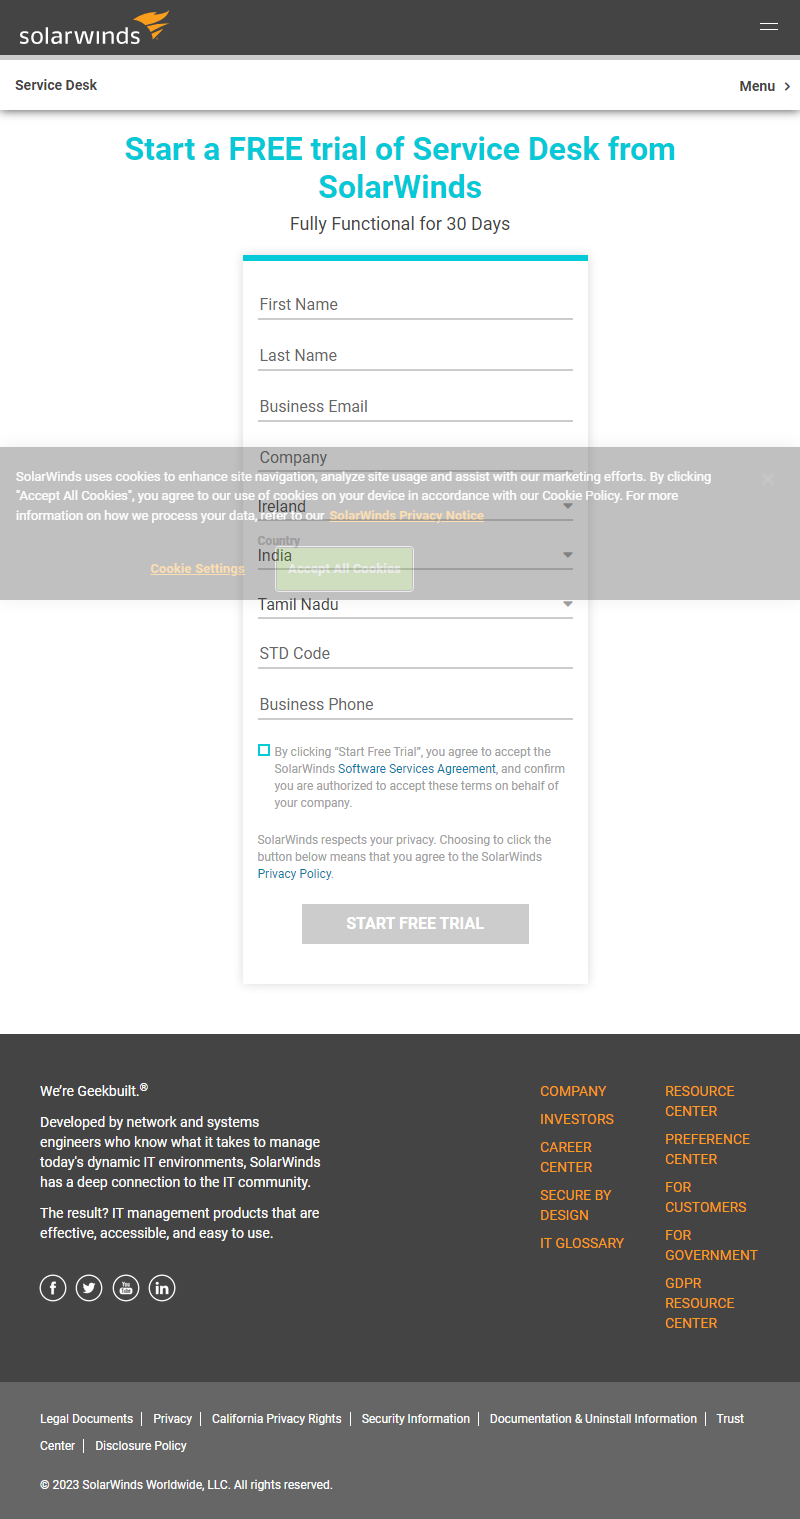 solarwinds
Service Desk
Menu
Start a FREE trial of Service Desk from
SolarWinds
Fully Functional for 30 Days
First Name
Last Name
Business Email
Company
SolarWinds uses cookies to enhance site navigation, analyze site usage and assist with our marketing efforts. By clicking
"Accept All Cookies", you agree to our use of cookies on your device in accordance with our Cookie Policy. For more
information on how we process your data, refer to our SolarWinds Privacy Notice
Ireland
Country
India
Cookie Settings
Accept All Cookies
Tamil Nadu
STD Code
Business Phone
By clicking "Start Free Trial", you agree to accept the
SolarWinds Software Services Agreement, and confirm
you are authorized to accept these terms on behalf of
your company.
SolarWinds respects your privacy. Choosing to click the
button below means that you agree to the SolarWinds
Privacy Policy.
START FREE TRIAL
We're Geekbuilt.®
Developed by network and systems
engineers who know what it takes to manage
today's dynamic IT environments, SolarWinds
has a deep connection to the IT community.
The result? IT management products that are
effective, accessible, and easy to use.
COMPANY
INVESTORS
CAREER
CENTER
SECURE BY
DESIGN
IT GLOSSARY
RESOURCE
CENTER
PREFERENCE
CENTER
FOR
CUSTOMERS
FOR
GOVERNMENT
GDPR
RESOURCE
CENTER
Legal Documents | Privacy | California Privacy Rights | Security Information | Documentation & Uninstall Information | Trust
Center | Disclosure Policy
© 2023 SolarWinds Worldwide, LLC. All rights reserved.